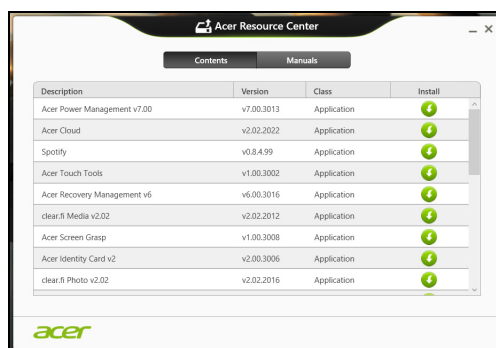 Acer Resource Center
Contents Manuals
Description Version Class Install
Acer Power Management v7.00 v7.00.3013 Application
Acer Cloud v2.02.2022 Application
Spotify v0.8.4.99 Application
Acer Touch Tools v1.00.3002 Application
Acer Recovery Management v6 v6.00.3016 Application
clear.fi Media v2.02 v2.02.2012 Application
Acer Screen Grasp v1.00.3008 Application
Acer Identity Card v2 v2.00.3006 Application
clear.fi Photo v2.02 v2.02.2016 Application
acer